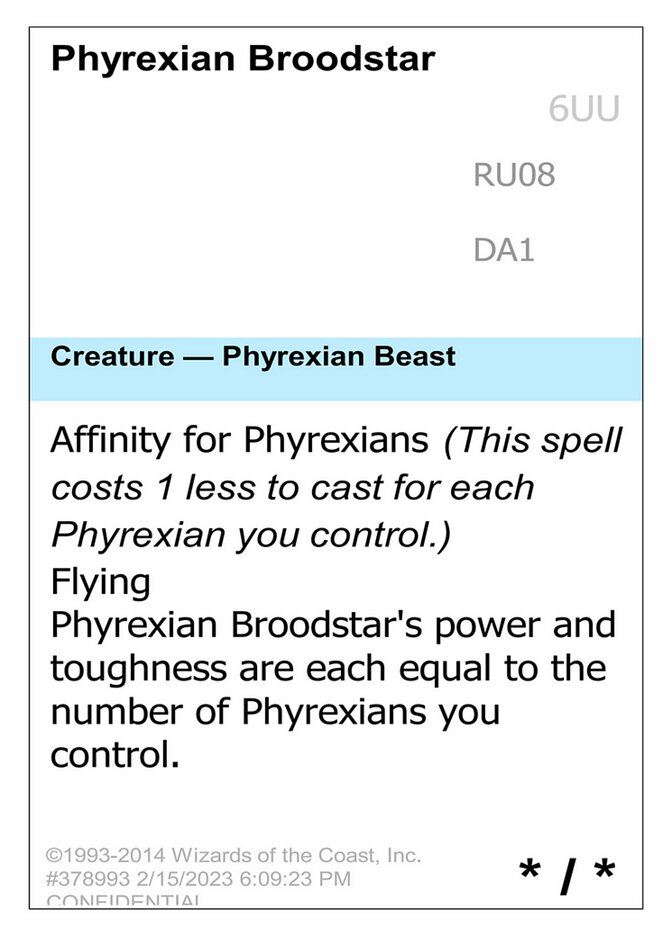 Phyrexian Broodstar
6UU
RU08
DA1
Creature — Phyrexian Beast
Affinity for Phyrexians (This spell
costs 1 less to cast for each
Phyrexian you control.)
Flying
Phyrexian Broodstar's power and
toughness are each equal to the
number of Phyrexians you
control.
©1993-2014 Wizards of the Coast, Inc.
#378993 2/15/2023 6:09:23 PM
CONFIDENTIAL
* / *